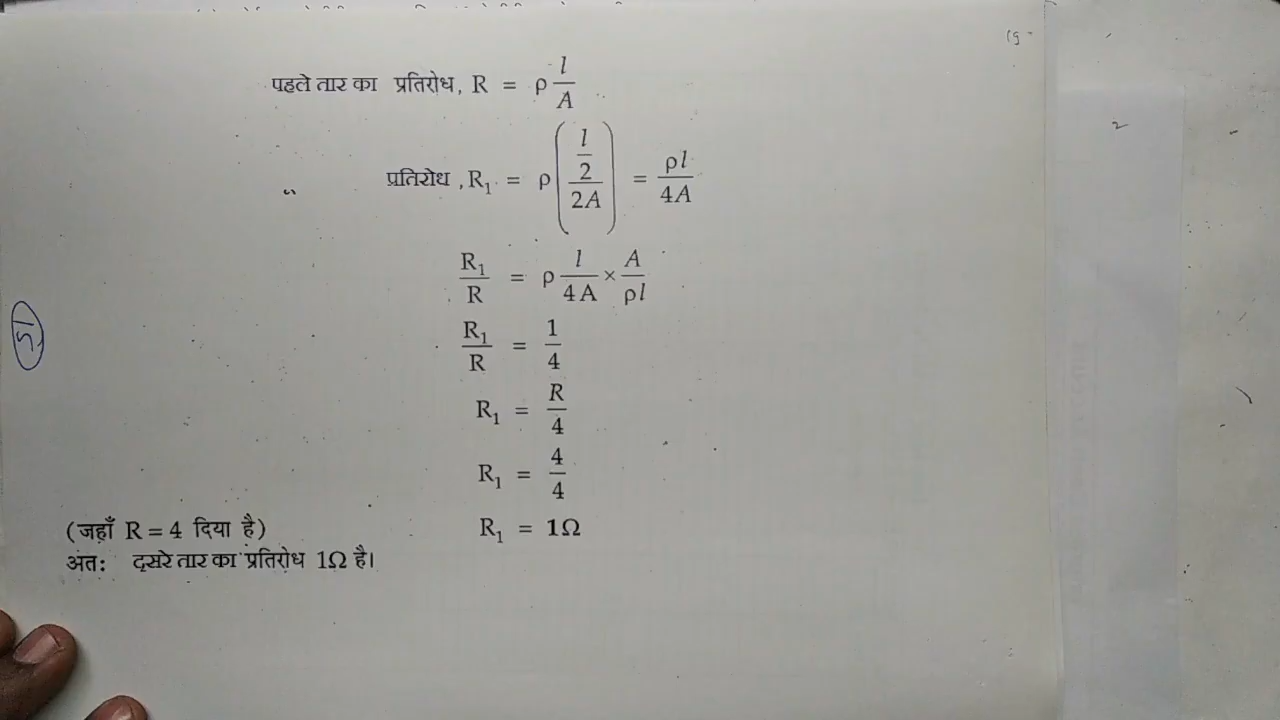 पहले तार का प्रतिरोध, R = ρ l/A
" प्रतिरोध , R₁ = ρ((l/2)/2A) = ρl/4A
R₁/R = ρ l/4A × A/ρl
R₁/R = 1/4
R₁ = R/4
R₁ = 4/4
(जहाँ R = 4 दिया है) R₁ = 1Ω
अतः दूसरे तार का प्रतिरोध 1Ω है।